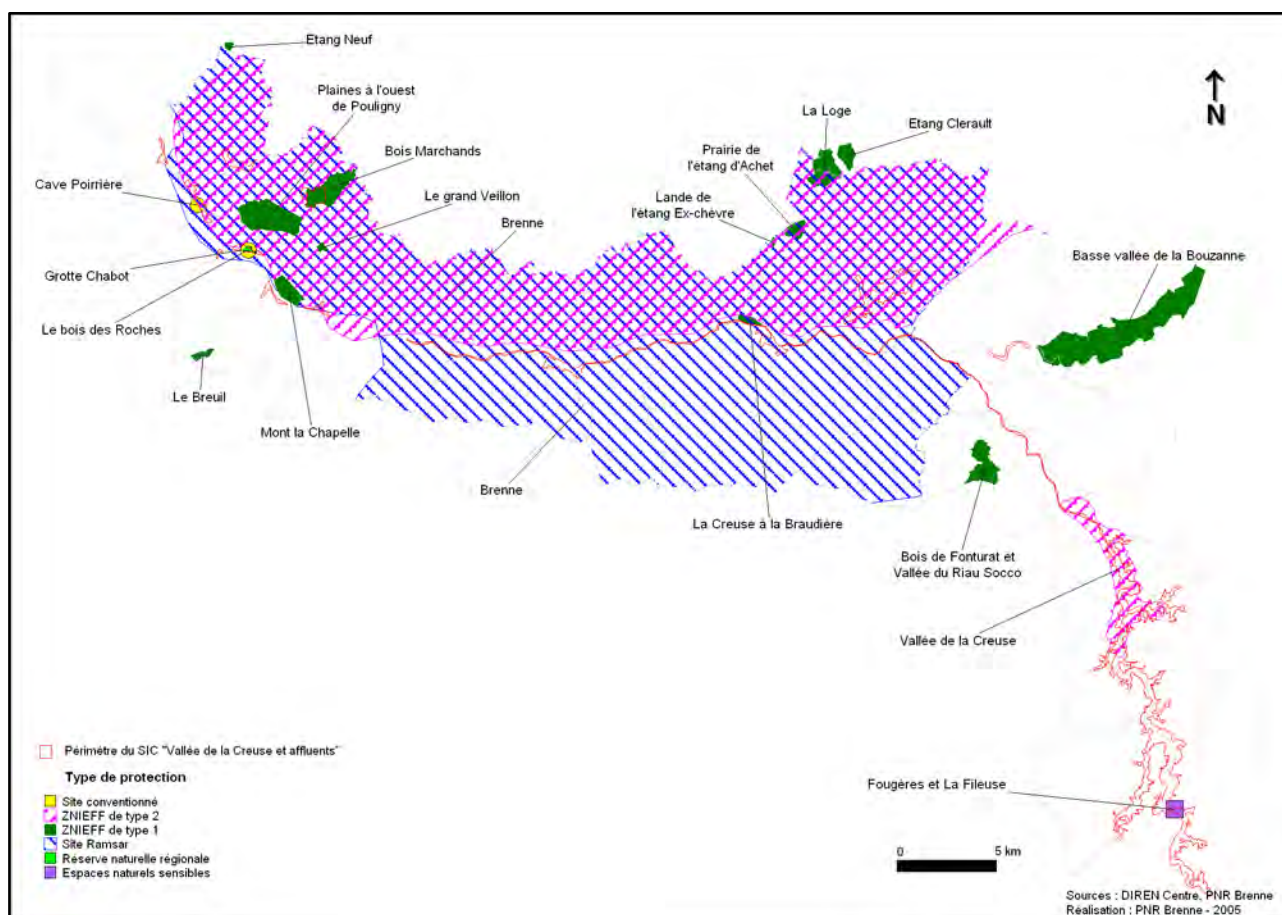 Etang Neuf
Plaines à l'ouest
de Pouligny
Bois Marchands
Cave Poirrière
Le grand Veillon
Brenne
La Loge
Etang Clerault
Prairie de
l'étang d'Achet
Lande de
l'étang Ex-chèvre
N
Basse vallée de la Bouzanne
Grotte Chabot
Le bois des Roches
Le Breuil
Mont la Chapelle
Brenne
La Creuse à la Braudière
Bois de Fonturat et
Vallée du Riau Socco
Vallée de la Creuse
Fougères et La Fileuse
Périmètre du SIC "Vallée de la Creuse et affluents"
Type de protection
Site conventionné
ZNIEFF de type 2
ZNIEFF de type 1
Site Ramsar
Réserve naturelle régionale
Espaces naturels sensibles
0 5 km
Sources : DIREN Centre, PNR Brenne
Réalisation : PNR Brenne - 2005